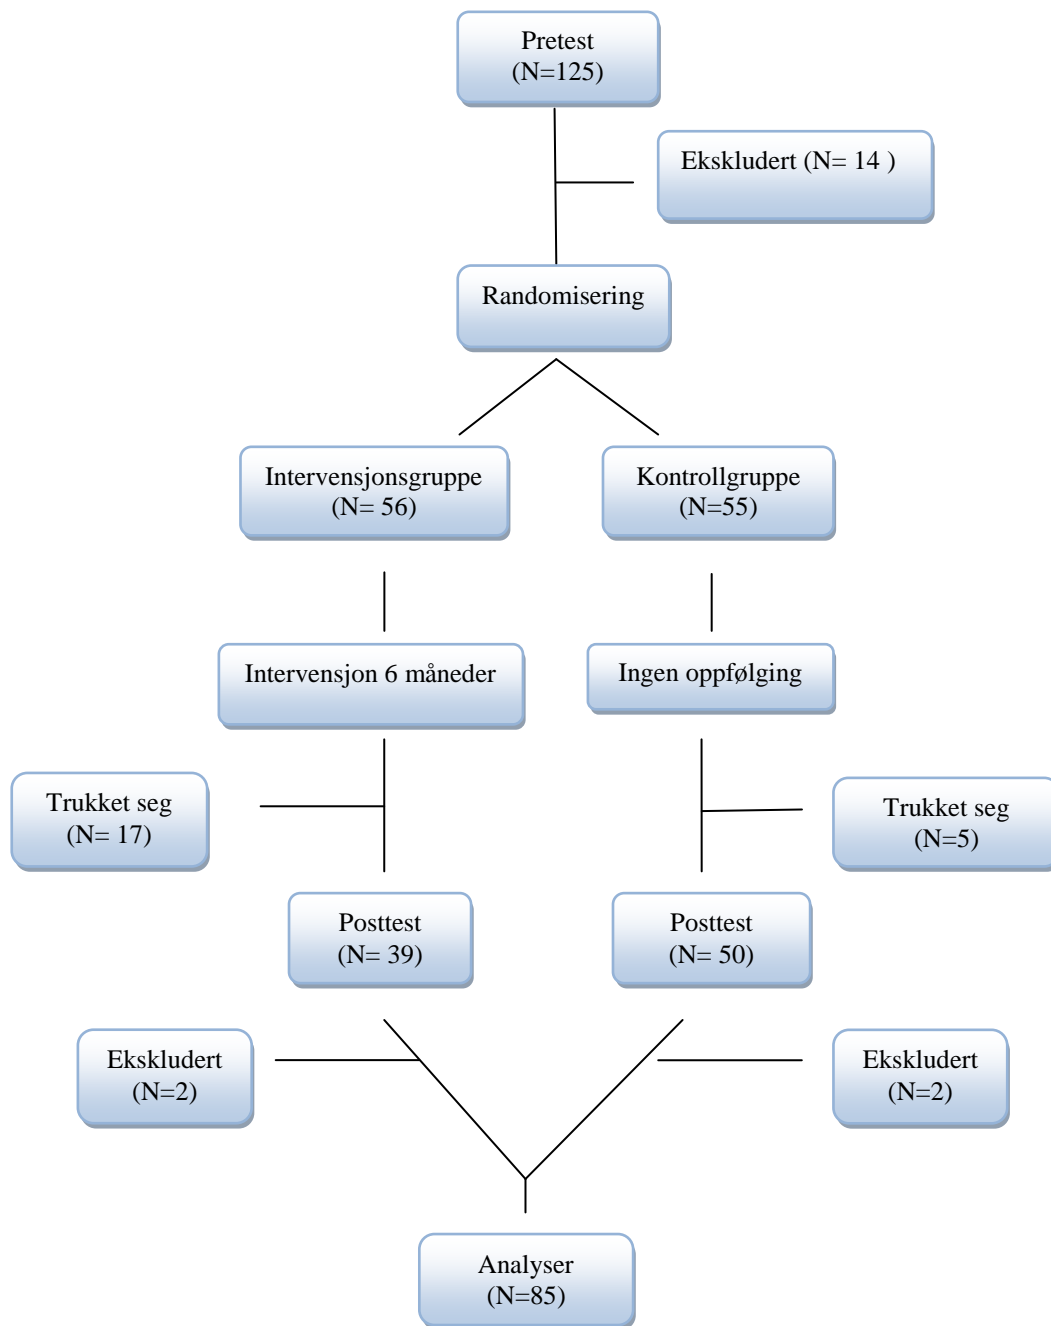 Pretest
(N=125)
Ekskludert (N= 14 )
Randomisering
Intervensjonsgruppe
(N= 56)
Kontrollgruppe
(N=55)
Intervensjon 6 måneder
Ingen oppfølging
Trukket seg
(N= 17)
Trukket seg
(N=5)
Posttest
(N= 39)
Posttest
(N= 50)
Ekskludert
(N=2)
Ekskludert
(N=2)
Analyser
(N=85)